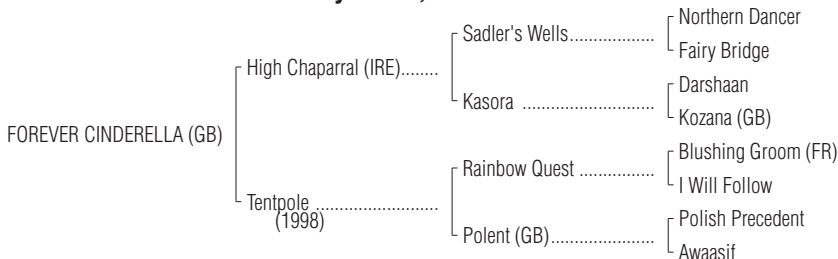 Northern Dancer
Sadler's Wells..................
Fairy Bridge
High Chaparral (IRE)........
Darshaan
Kasora ............................
Kozana (GB)
FOREVER CINDERELLA (GB)
Blushing Groom (FR)
Rainbow Quest ................
I Will Follow
Tentpole ..........................
(1998)
Polish Precedent
Polent (GB)......................
Awaasif